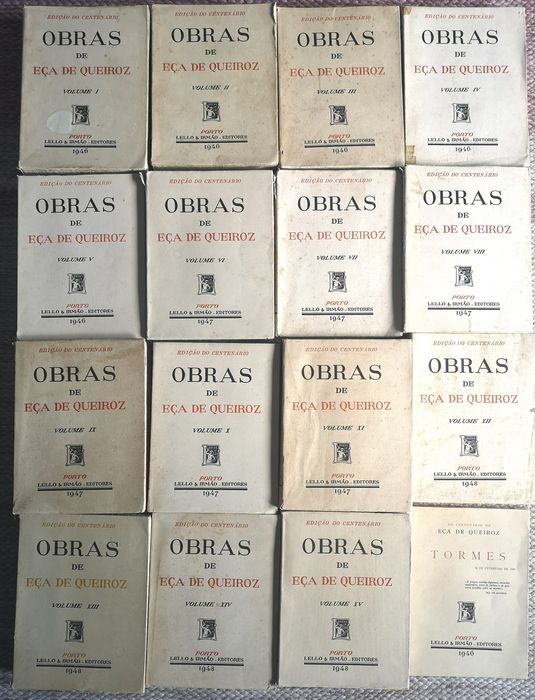 EDIÇÃO DO CENTENÁRIO
OBRAS
DE
EÇA DE QUEIROZ
VOLUME I
PORTO
LELLO & IRMÃO - EDITORES
1946
EDIÇÃO DO CENTENÁRIO
OBRAS
DE
EÇA DE QUEIROZ
VOLUME II
PORTO
LELLO & IRMÃO - EDITORES
1946
EDIÇÃO DO CENTENÁRIO
OBRAS
DE
EÇA DE QUEIROZ
VOLUME III
PORTO
LELLO & IRMÃO - EDITORES
1946
EDIÇÃO DO CENTENÁRIO
OBRAS
DE
EÇA DE QUEIROZ
VOLUME IV
PORTO
LELLO & IRMÃO - EDITORES
1946
EDIÇÃO DO CENTENÁRIO
OBRAS
DE
EÇA DE QUEIROZ
VOLUME V
PORTO
LELLO & IRMÃO - EDITORES
1946
EDIÇÃO DO CENTENÁRIO
OBRAS
DE
EÇA DE QUEIROZ
VOLUME VI
PORTO
LELLO & IRMÃO - EDITORES
1947
EDIÇÃO DO CENTENÁRIO
OBRAS
DE
EÇA DE QUEIROZ
VOLUME VII
PORTO
LELLO & IRMÃO - EDITORES
1947
EDIÇÃO DO CENTENÁRIO
OBRAS
DE
EÇA DE QUEIROZ
VOLUME VIII
PORTO
LELLO & IRMÃO - EDITORES
1947
EDIÇÃO DO CENTENÁRIO
OBRAS
DE
EÇA DE QUEIROZ
VOLUME IX
PORTO
LELLO & IRMÃO - EDITORES
1947
EDIÇÃO DO CENTENÁRIO
OBRAS
DE
EÇA DE QUEIROZ
VOLUME X
PORTO
LELLO & IRMÃO - EDITORES
1947
EDIÇÃO DO CENTENÁRIO
OBRAS
DE
EÇA DE QUEIROZ
VOLUME XI
PORTO
LELLO & IRMÃO - EDITORES
1947
EDIÇÃO DO CENTENÁRIO
OBRAS
DE
EÇA DE QUEIROZ
VOLUME XII
PORTO
LELLO & IRMÃO - EDITORES
1948
EDIÇÃO DO CENTENÁRIO
OBRAS
DE
EÇA DE QUEIROZ
VOLUME XIII
PORTO
LELLO & IRMÃO - EDITORES
1948
EDIÇÃO DO CENTENÁRIO
OBRAS
DE
EÇA DE QUEIROZ
VOLUME XIV
PORTO
LELLO & IRMÃO - EDITORES
1948
EDIÇÃO DO CENTENÁRIO
OBRAS
DE
EÇA DE QUEIROZ
VOLUME XV
PORTO
LELLO & IRMÃO - EDITORES
1948
CENTENÁRIO DE
EÇA DE QUEIROZ
TORMES
DE FEVEREIRO DE
PORTO
LELLO & IRMÃO - EDITORES
1946